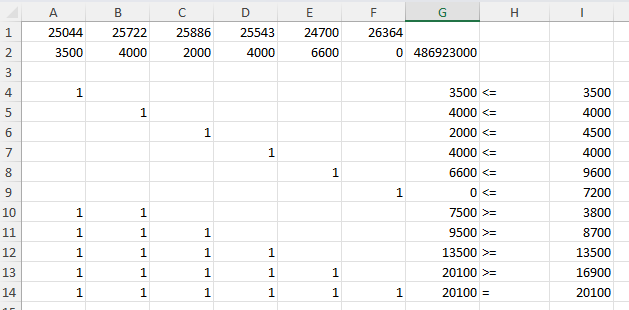 A B C D E F G H I
1 25044 25722 25886 25543 24700 26364
2 3500 4000 2000 4000 6600 0 486923000
3
4 1 3500 <= 3500
5 1 4000 <= 4000
6 1 2000 <= 4500
7 1 4000 <= 4000
8 1 6600 <= 9600
9 1 0 <= 7200
10 1 1 7500 >= 3800
11 1 1 1 9500 >= 8700
12 1 1 1 1 13500 >= 13500
13 1 1 1 1 1 20100 >= 16900
14 1 1 1 1 1 1 20100 = 20100